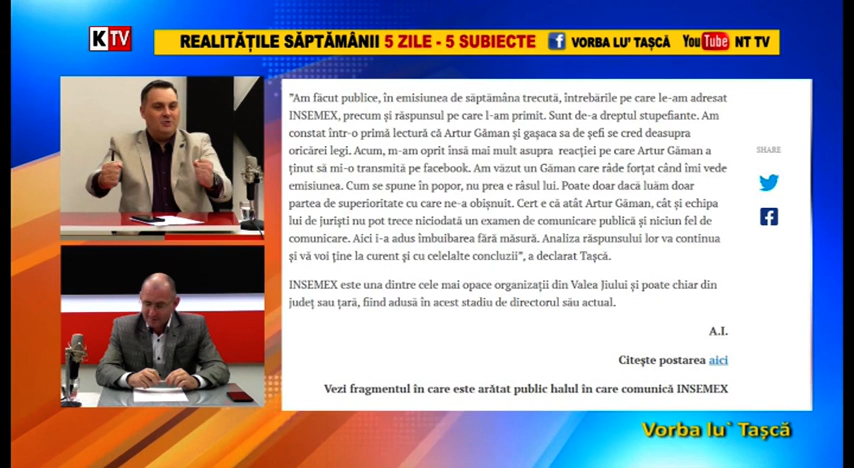 K TV
REALITĂȚILE SĂPTĂMÂNII 5 ZILE - 5 SUBIECTE f VORBA LU' TAȘCĂ YouTube NT TV
”Am făcut publice, în emisiunea de săptămâna trecută, întrebările pe care le-am adresat
INSEMEX, precum și răspunsul pe care l-am primit. Sunt de-a dreptul stupefiante. Am
constat într-o primă lectură că Artur Găman și gașaca sa de șefi se cred deasupra
oricărei legi. Acum, m-am oprit însă mai mult asupra reacției pe care Artur Găman a
ținut să mi-o transmită pe facebook. Am văzut un Găman care râde forțat când îmi vede
emisiunea. Cum se spune în popor, nu prea e râsul lui. Poate doar dacă luăm doar
partea de superioritate cu care ne-a obișnuit. Cert e că atât Artur Găman, cât și echipa
lui de juriști nu pot trece niciodată un examen de comunicare publică și niciun fel de
comunicare. Aici i-a adus îmbuibarea fără măsură. Analiza răspunsului lor va continua
și vă voi ține la curent și cu celelalte concluzii”, a declarat Tașcă.
INSEMEX este una dintre cele mai opace organizații din Valea Jiului și poate chiar din
județ sau țară, fiind adusă în acest stadiu de directorul său actual.
A.I.
Citește postarea aici
Vezi fragmentul în care este arătat public halul în care comunică INSEMEX
SHARE
Vorba lu` Tașcă